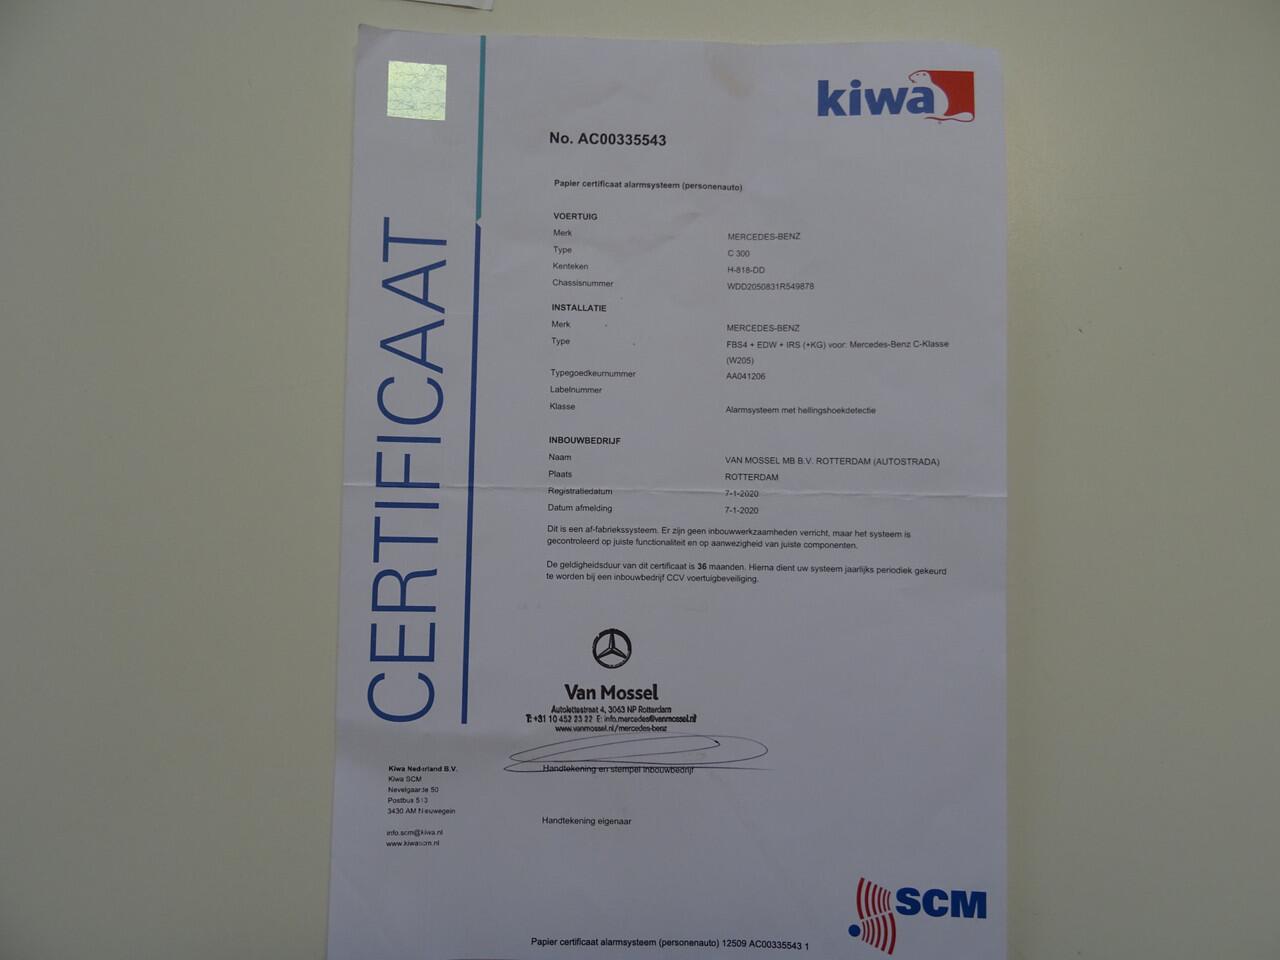 kiwa
No. AC00335543
Papier certificaat alarmsysteem (personenauto)
CERTIFICAAT
VOERTUIG
Merk MERCEDES-BENZ
Type C 300
Kenteken H-818-DD
Chassisnummer WDD2050831R549878
INSTALLATIE
Merk MERCEDES-BENZ
Type FBS4 + EDW + IRS (+KG) voor: Mercedes-Benz C-Klasse
(W205)
Typegoedkeurnummer AA041206
Labelnummer
Klasse Alarmsysteem met hellingshoekdetectie
INBOUWBEDRIJF
Naam VAN MOSSEL MB B.V. ROTTERDAM (AUTOSTRADA)
Plaats ROTTERDAM
Registratiedatum 7-1-2020
Datum afmelding 7-1-2020
Dit is een af-fabriekssysteem. Er zijn geen inbouwwerkzaamheden verricht, maar het systeem is
gecontroleerd op juiste functionaliteit en op aanwezigheid van juiste componenten.
De geldigheidsduur van dit certificaat is 36 maanden. Hierna dient uw systeem jaarlijks periodiek gekeurd
te worden bij een inbouwbedrijf CCV voertuigbeveiliging.
Van Mossel
Autolettestraat 4, 3063 NP Rotterdam
T: +31 10 452 23 22 E: info.mercedes@vanmossel.nl
www.vanmossel.nl/mercedes-benz
Handtekening en stempel inbouwbedrijf
Handtekening eigenaar
Kiwa Nederland B.V.
Kiwa SCM
Nevelgaarde 50
Postbus 513
3430 AM Nieuwegein
info.scm@kiwa.nl
www.kiwascm.nl
SCM
Papier certificaat alarmsysteem (personenauto) 12509 AC00335543 1